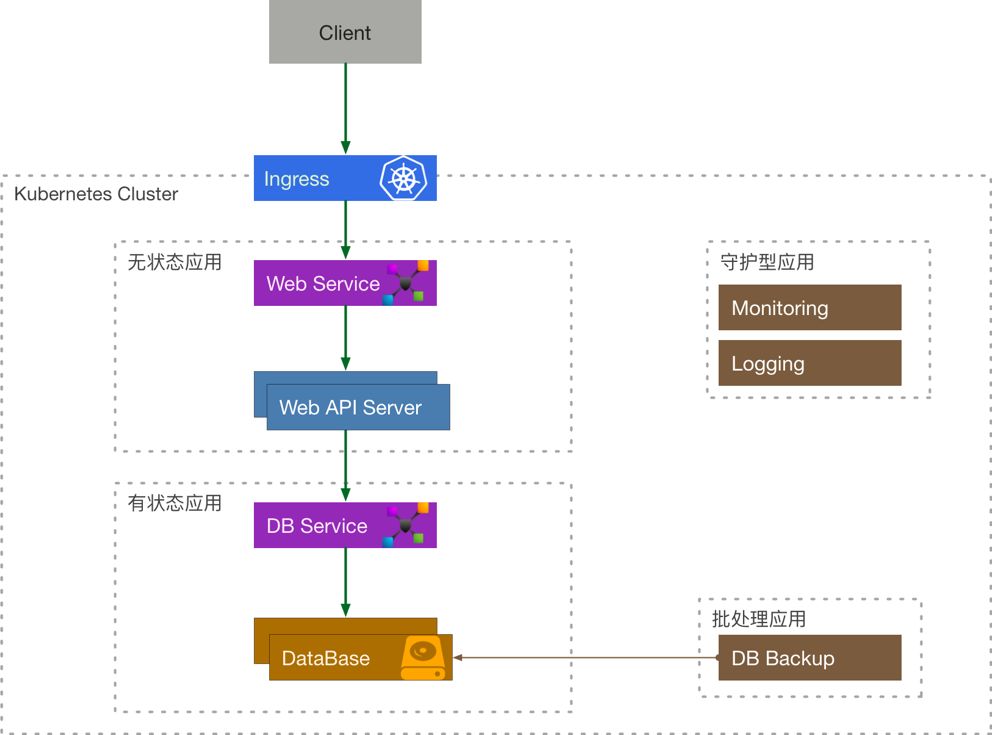 Client
Ingress
Kubernetes Cluster
无状态应用
Web Service
守护型应用
Monitoring
Logging
Web API Server
有状态应用
DB Service
批处理应用
DataBase
DB Backup